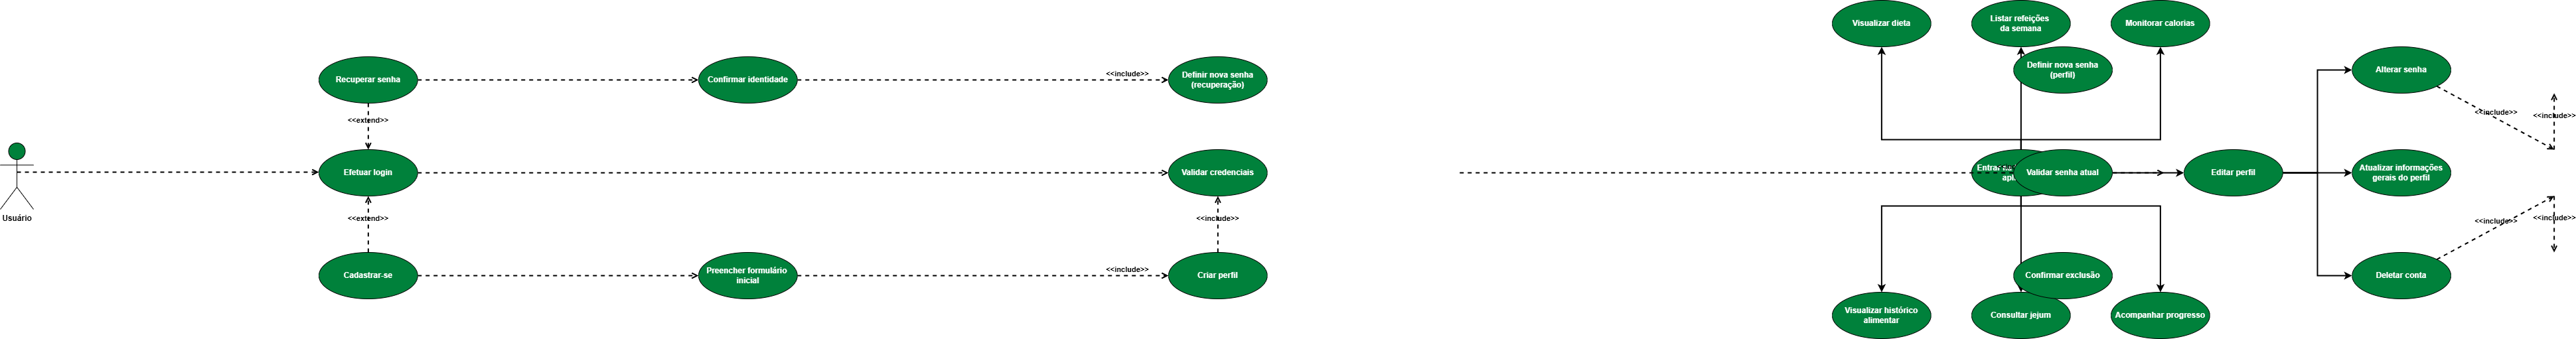 Visualizar dieta
Listar refeições
da semana
Monitorar calorias
Recuperar senha
Confirmar identidade
<<include>>
Definir nova senha
(recuperação)
Definir nova senha
(perfil)
Alterar senha
<<extend>>
<<include>>
<<include>>
Usuário
Efetuar login
Validar credenciais
Entrar
Validar senha atual
Editar perfil
Atualizar informações
gerais do perfil
<<extend>>
<<include>>
<<include>>
<<include>>
Cadastrar-se
Preencher formulário
inicial
<<include>>
Criar perfil
Confirmar exclusão
Deletar conta
Visualizar histórico
alimentar
Consultar jejum
Acompanhar progresso